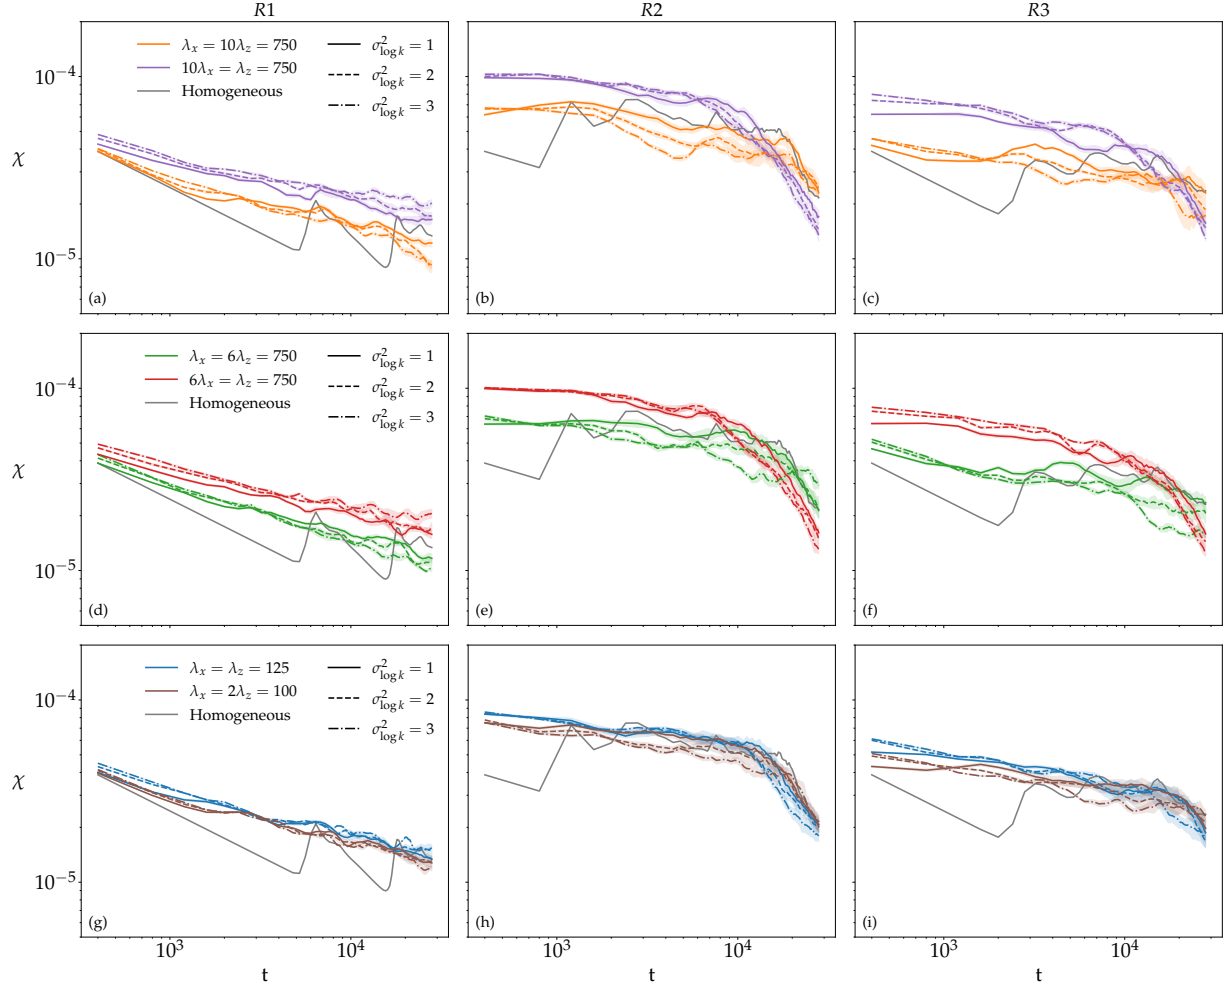 R1 R2 R3
λx = 10λz = 750
10λx = λz = 750
Homogeneous
σ²log k = 1
σ²log k = 2
σ²log k = 3
10⁻⁴
χ
10⁻⁵
(a) (b) (c)
λx = 6λz = 750
6λx = λz = 750
Homogeneous
σ²log k = 1
σ²log k = 2
σ²log k = 3
10⁻⁴
χ
10⁻⁵
(d) (e) (f)
λx = λz = 125
λx = 2λz = 100
Homogeneous
σ²log k = 1
σ²log k = 2
σ²log k = 3
10⁻⁴
χ
10⁻⁵
(g) (h) (i)
10³ 10⁴ 10³ 10⁴ 10³ 10⁴
t t t